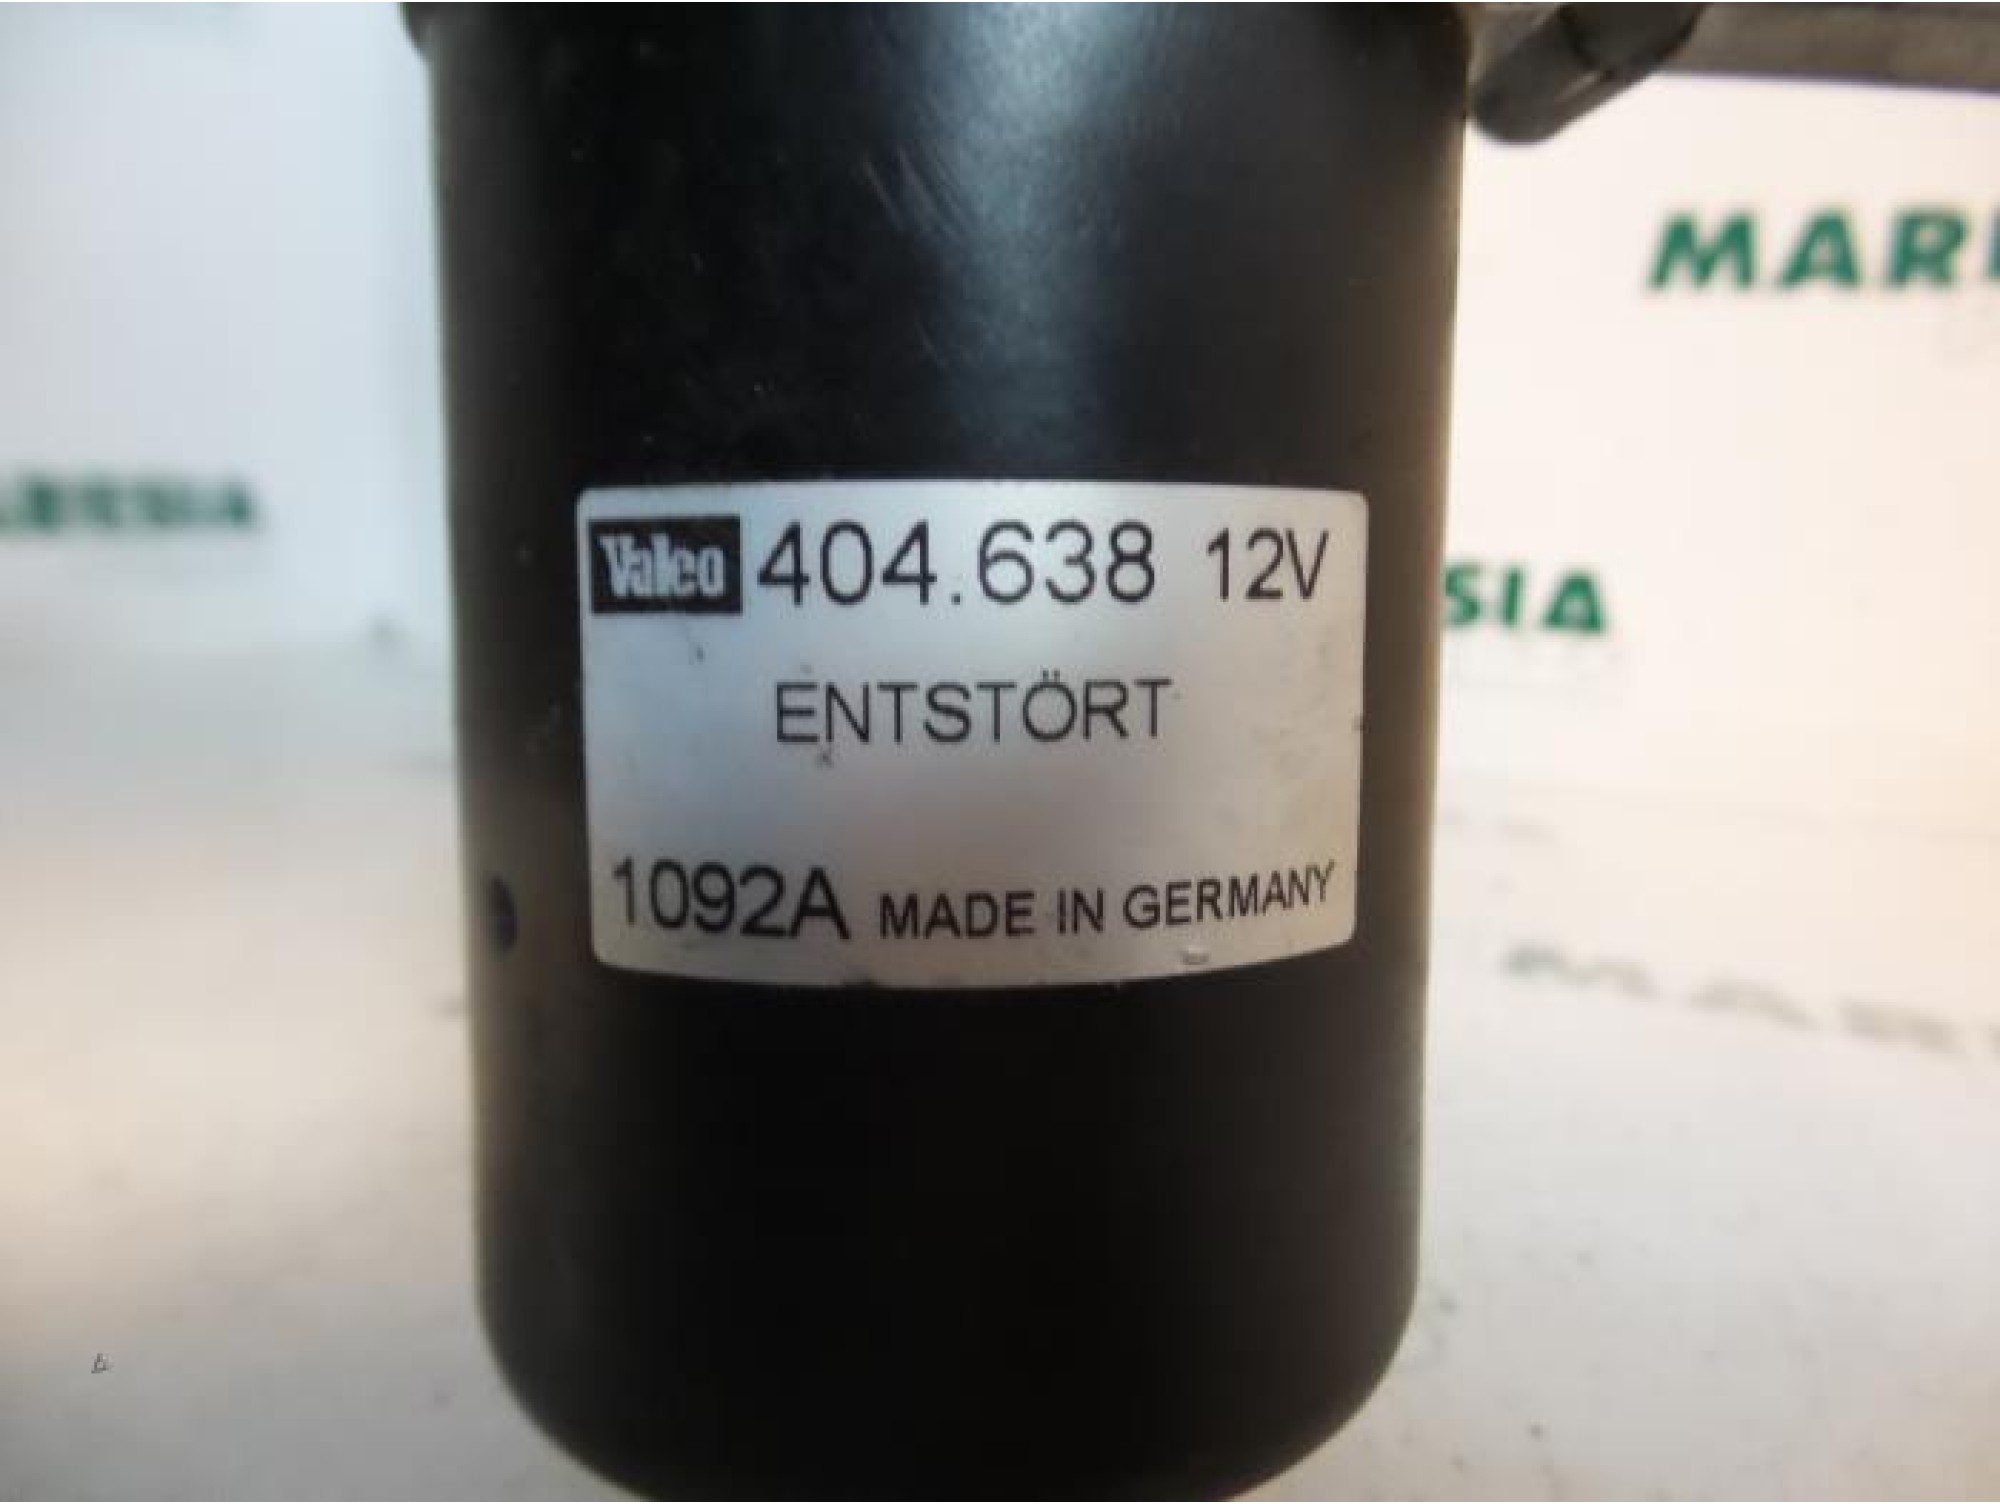 MAR
SIA
Valeo 404.638 12V
ENTSTÖRT
1092A MADE IN GERMANY